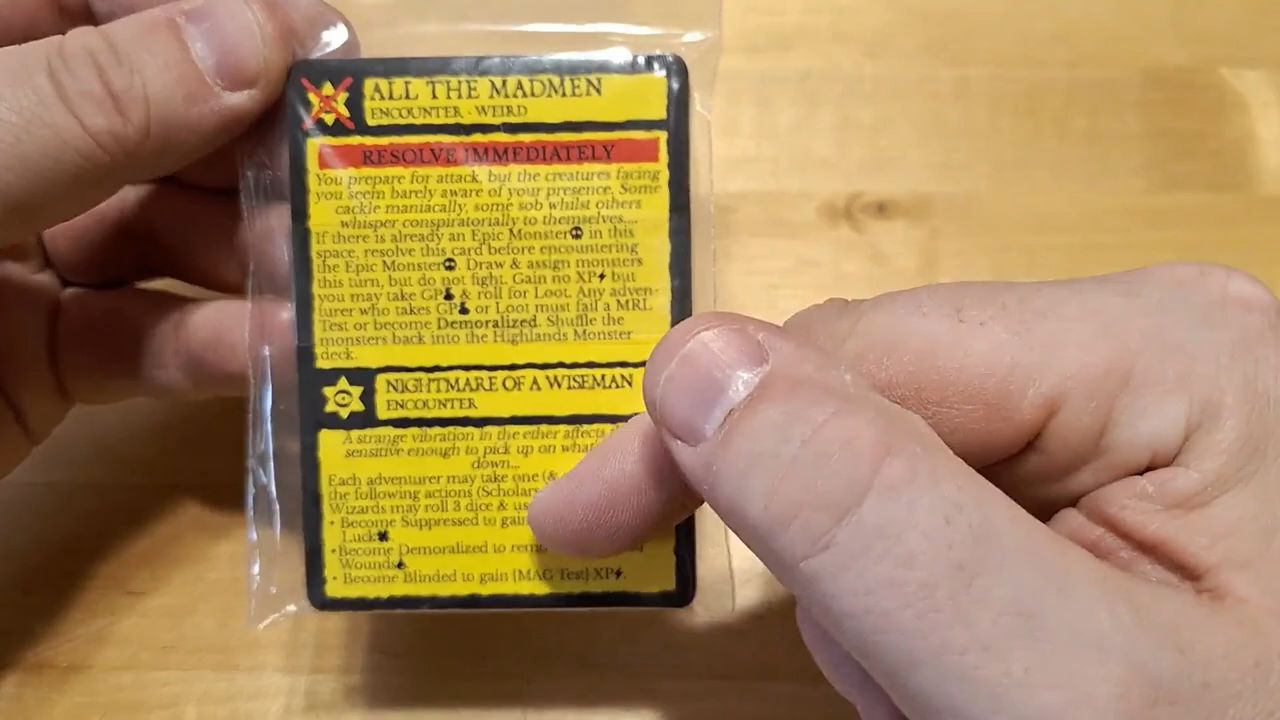 ALL THE MADMEN
ENCOUNTER - WEIRD
RESOLVE IMMEDIATELY
You prepare for attack, but the creatures facing
you seem barely aware of your presence. Some
cackle maniacally, some sob whilst others
whisper conspiratorially to themselves....
If there is already an Epic Monster in this
space, resolve this card before encountering
the Epic Monster. Draw & assign monsters
this turn, but do not fight. Gain no XP but
you may take GP & roll for Loot. Any adven-
turer who takes GP or Loot must fail a MRL
Test or become Demoralized. Shuffle the
monsters back into the Highlands Monster
deck.
NIGHTMARE OF A WISEMAN
ENCOUNTER
A strange vibration in the ether affects
sensitive enough to pick up on
down...
Each adventurer may take one (&
the following actions
Wizards may roll 3 dice &
• Become Suppressed to gain
Luck.
• Become Demoralized to
Wounds.
• Become Blinded to gain [MAG Test] XP.